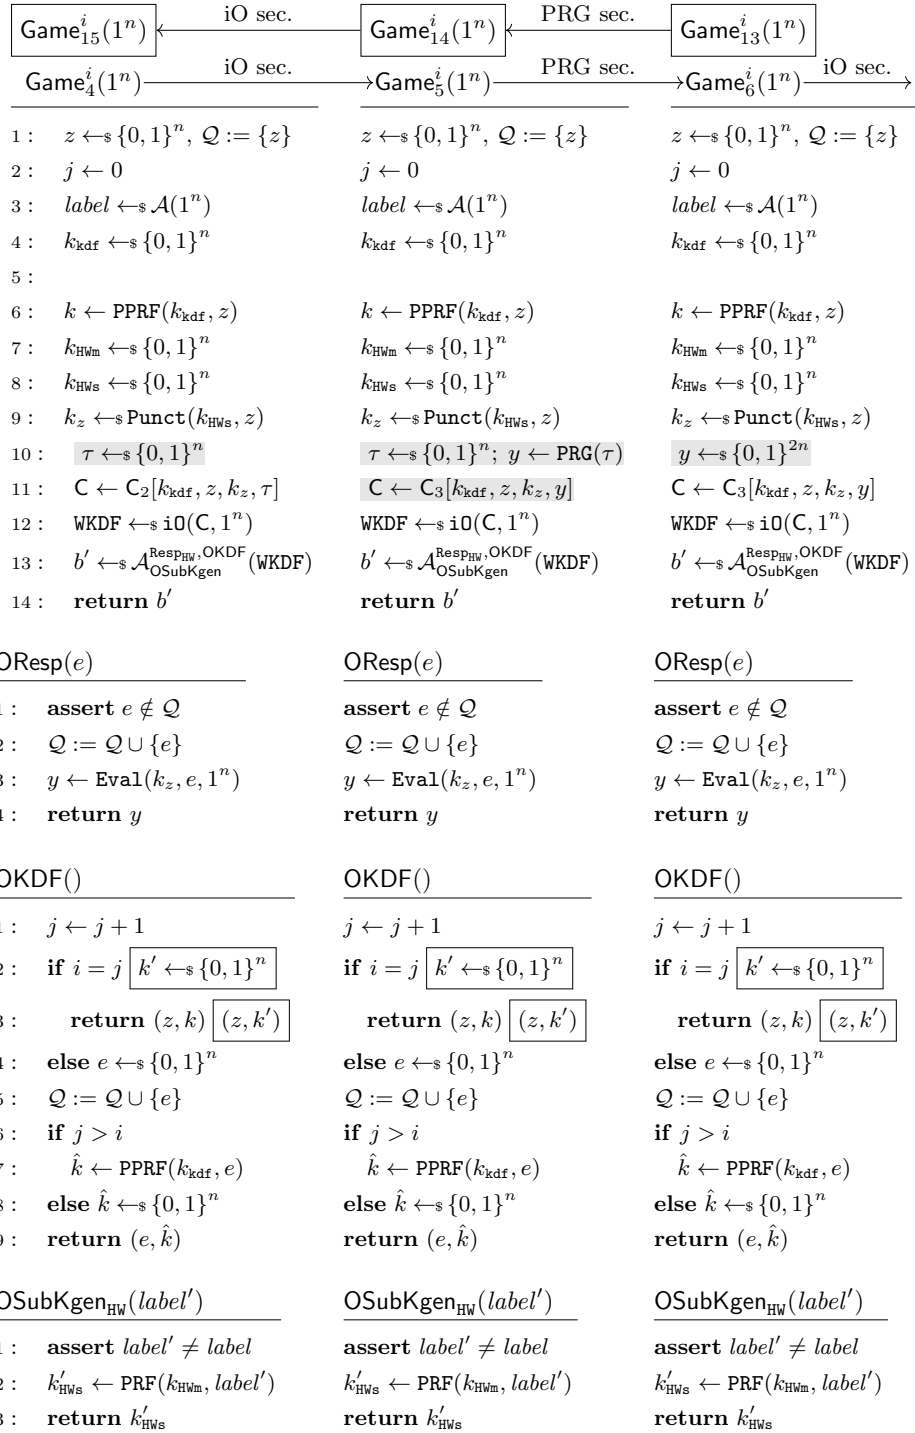 iO sec. PRG sec.
Game^i_15(1^n) Game^i_14(1^n) Game^i_13(1^n)
iO sec. PRG sec. iO sec.
Game^i_4(1^n) Game^i_5(1^n) Game^i_6(1^n)
1 : z ←$ {0, 1}^n, 𝒬 := {z} z ←$ {0, 1}^n, 𝒬 := {z} z ←$ {0, 1}^n, 𝒬 := {z}
2 : j ← 0 j ← 0 j ← 0
3 : label ←$ 𝒜(1^n) label ←$ 𝒜(1^n) label ←$ 𝒜(1^n)
4 : k_kdf ←$ {0, 1}^n k_kdf ←$ {0, 1}^n k_kdf ←$ {0, 1}^n
5 :
6 : k ← PPRF(k_kdf, z) k ← PPRF(k_kdf, z) k ← PPRF(k_kdf, z)
7 : k_HWm ←$ {0, 1}^n k_HWm ←$ {0, 1}^n k_HWm ←$ {0, 1}^n
8 : k_HWs ←$ {0, 1}^n k_HWs ←$ {0, 1}^n k_HWs ←$ {0, 1}^n
9 : k_z ←$ Punct(k_HWs, z) k_z ←$ Punct(k_HWs, z) k_z ←$ Punct(k_HWs, z)
10 : τ ←$ {0, 1}^n τ ←$ {0, 1}^n; y ← PRG(τ) y ←$ {0, 1}^2n
11 : C ← C_2[k_kdf, z, k_z, τ] C ← C_3[k_kdf, z, k_z, y] C ← C_3[k_kdf, z, k_z, y]
12 : WKDF ←$ iO(C, 1^n) WKDF ←$ iO(C, 1^n) WKDF ←$ iO(C, 1^n)
13 : b′ ←$ 𝒜^{Resp_HW,OKDF}_{OSubKgen}(WKDF) b′ ←$ 𝒜^{Resp_HW,OKDF}_{OSubKgen}(WKDF) b′ ←$ 𝒜^{Resp_HW,OKDF}_{OSubKgen}(WKDF)
14 : return b′ return b′ return b′
OResp(e) OResp(e) OResp(e)
1 : assert e ∉ 𝒬 assert e ∉ 𝒬 assert e ∉ 𝒬
2 : 𝒬 := 𝒬 ∪ {e} 𝒬 := 𝒬 ∪ {e} 𝒬 := 𝒬 ∪ {e}
3 : y ← Eval(k_z, e, 1^n) y ← Eval(k_z, e, 1^n) y ← Eval(k_z, e, 1^n)
4 : return y return y return y
OKDF() OKDF() OKDF()
1 : j ← j + 1 j ← j + 1 j ← j + 1
2 : if i = j k′ ←$ {0, 1}^n if i = j k′ ←$ {0, 1}^n if i = j k′ ←$ {0, 1}^n
3 : return (z, k) (z, k′) return (z, k) (z, k′) return (z, k) (z, k′)
4 : else e ←$ {0, 1}^n else e ←$ {0, 1}^n else e ←$ {0, 1}^n
5 : 𝒬 := 𝒬 ∪ {e} 𝒬 := 𝒬 ∪ {e} 𝒬 := 𝒬 ∪ {e}
6 : if j > i if j > i if j > i
7 : k̂ ← PPRF(k_kdf, e) k̂ ← PPRF(k_kdf, e) k̂ ← PPRF(k_kdf, e)
8 : else k̂ ←$ {0, 1}^n else k̂ ←$ {0, 1}^n else k̂ ←$ {0, 1}^n
9 : return (e, k̂) return (e, k̂) return (e, k̂)
OSubKgen_HW(label′) OSubKgen_HW(label′) OSubKgen_HW(label′)
1 : assert label′ ≠ label assert label′ ≠ label assert label′ ≠ label
2 : k′_HWs ← PRF(k_HWm, label′) k′_HWs ← PRF(k_HWm, label′) k′_HWs ← PRF(k_HWm, label′)
3 : return k′_HWs return k′_HWs return k′_HWs